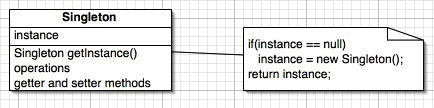 Singleton
instance
Singleton getInstance()
operations
getter and setter methods
if(instance == null)
instance = new Singleton();
return instance;